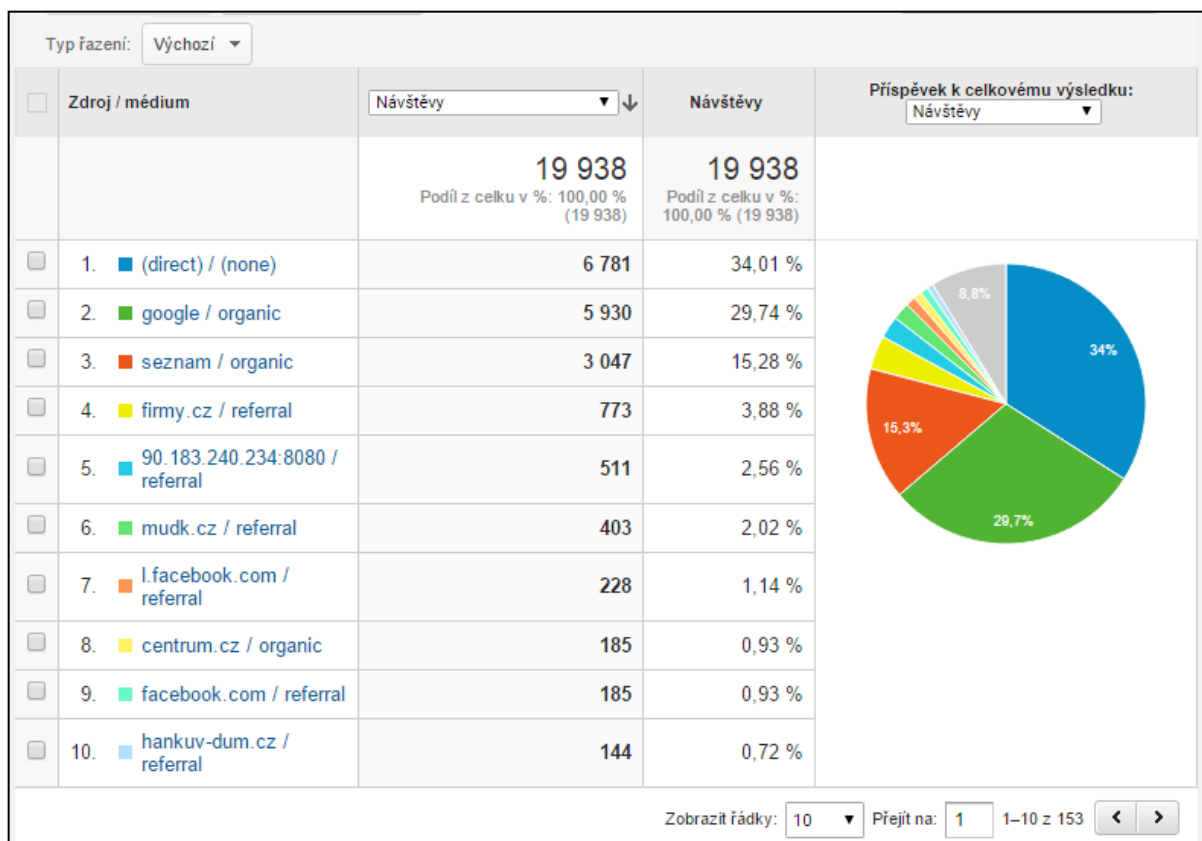 Typ řazení: Výchozí
Zdroj / médium Návštěvy Návštěvy Příspěvek k celkovému výsledku:
Návštěvy
19 938 19 938
Podíl z celku v %: 100,00 % Podíl z celku v %:
(19 938) 100,00 % (19 938)
1. (direct) / (none) 6 781 34,01 %
2. google / organic 5 930 29,74 %
3. seznam / organic 3 047 15,28 %
4. firmy.cz / referral 773 3,88 %
5. 90.183.240.234:8080 / referral 511 2,56 %
6. mudk.cz / referral 403 2,02 %
7. l.facebook.com / referral 228 1,14 %
8. centrum.cz / organic 185 0,93 %
9. facebook.com / referral 185 0,93 %
10. hankuv-dum.cz / referral 144 0,72 %
8,8%
34%
15,3%
29,7%
Zobrazit řádky: 10 Přejít na: 1 1–10 z 153